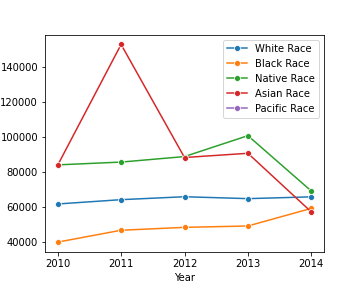 White Race
Black Race
Native Race
Asian Race
Pacific Race
140000
120000
100000
80000
60000
40000
2010 2011 2012 2013 2014
Year